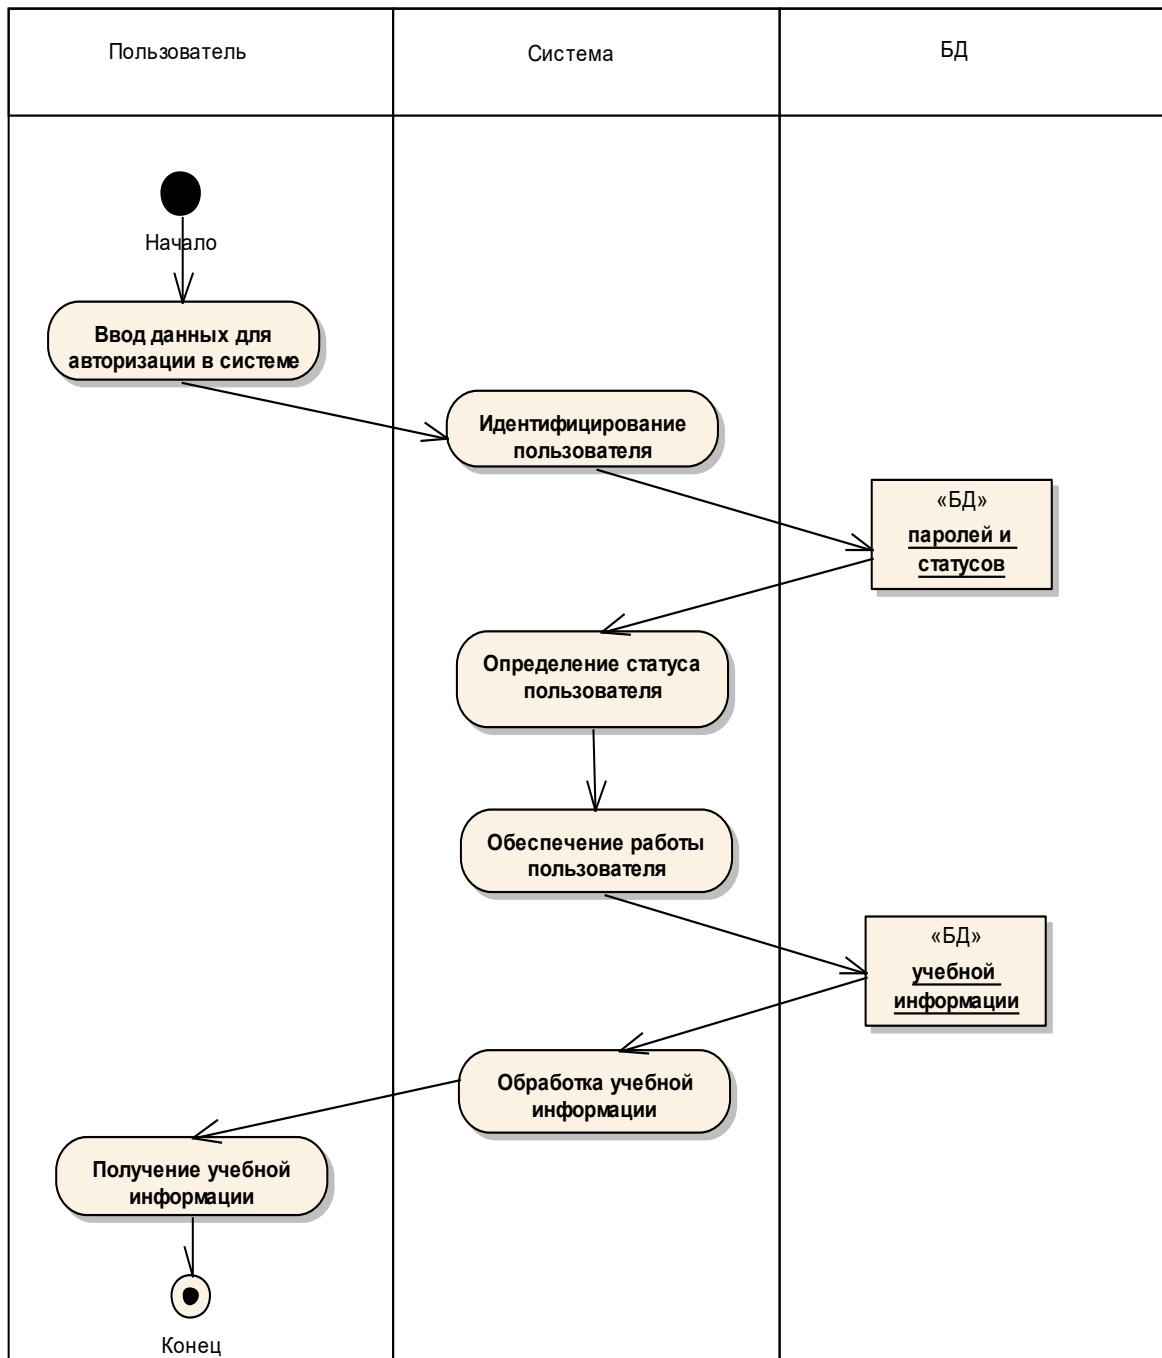 Пользователь
Система
БД
Начало
Ввод данных для
авторизации в системе
Идентифицирование
пользователя
«БД»
паролей и
статусов
Определение статуса
пользователя
Обеспечение работы
пользователя
«БД»
учебной
информации
Обработка учебной
информации
Получение учебной
информации
Конец